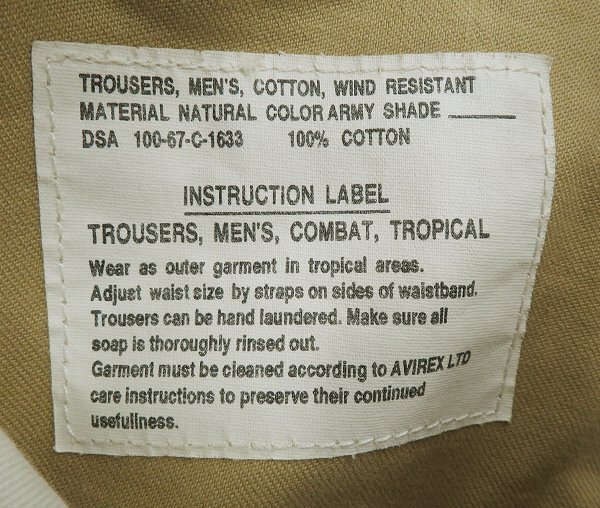 TROUSERS, MEN'S, COTTON, WIND RESISTANT
MATERIAL NATURAL COLOR ARMY SHADE ______
DSA 100-67-C-1633 100% COTTON
INSTRUCTION LABEL
TROUSERS, MEN'S, COMBAT, TROPICAL
Wear as outer garment in tropical areas.
Adjust waist size by straps on sides of waistband.
Trousers can be hand laundered. Make sure all
soap is thoroughly rinsed out.
Garment must be cleaned according to AVIREX LTD
care instructions to preserve their continued
usefullness.